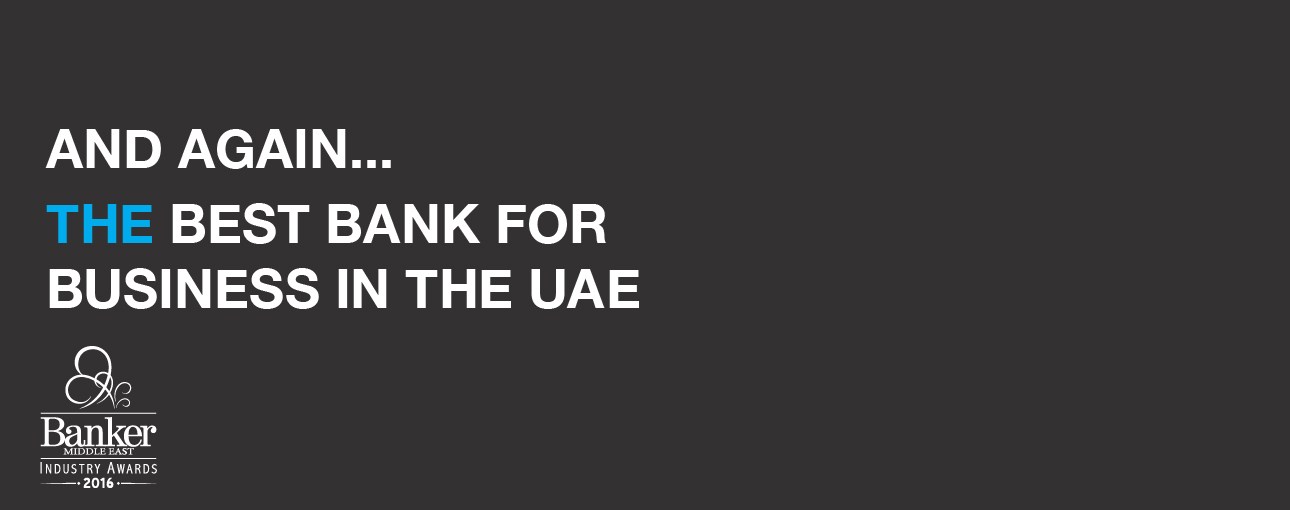 AND AGAIN...
THE BEST BANK FOR
BUSINESS IN THE UAE
Banker
MIDDLE EAST
INDUSTRY AWARDS
2016